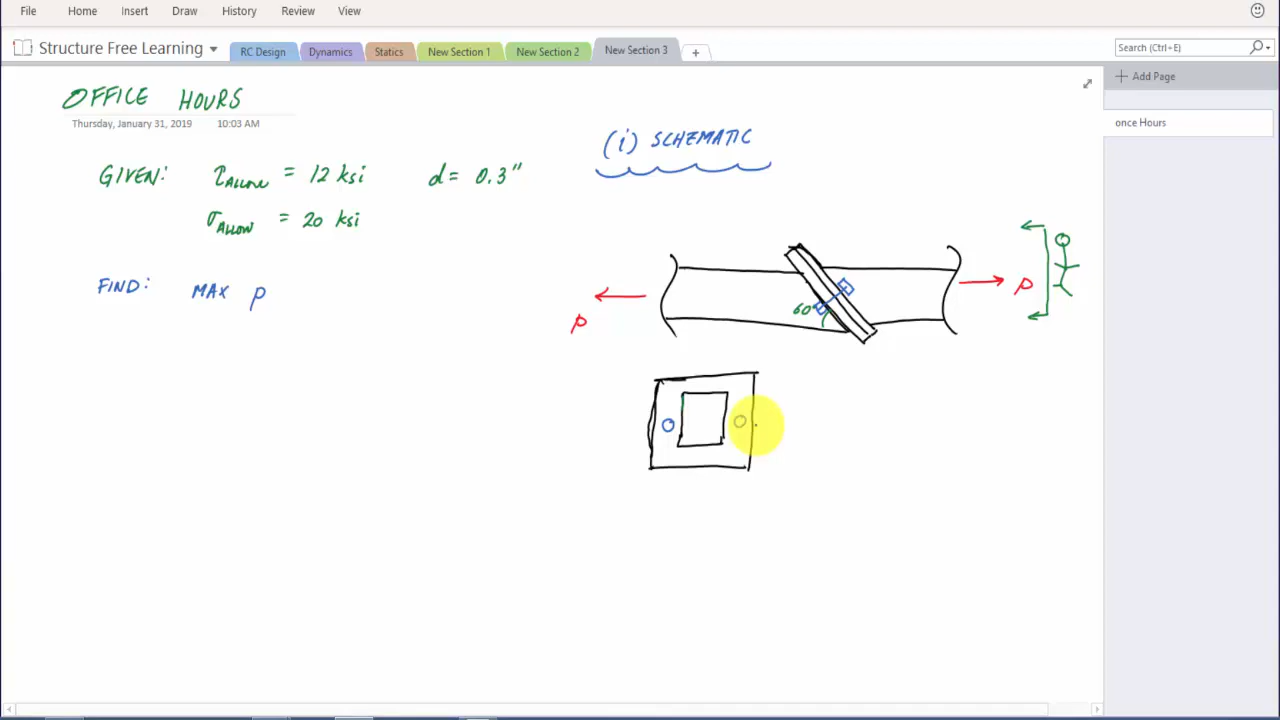 File Home Insert Draw History Review View
Structure Free Learning RC Design Dynamics Statics New Section 1 New Section 2 New Section 3 + Search (Ctrl+E)
+ Add Page
once Hours
OFFICE HOURS
Thursday, January 31, 2019 10:03 AM
GIVEN: τALLOW = 12 ksi d = 0.3"
σALLOW = 20 ksi
FIND: MAX P
(i) SCHEMATIC
60°
P
P